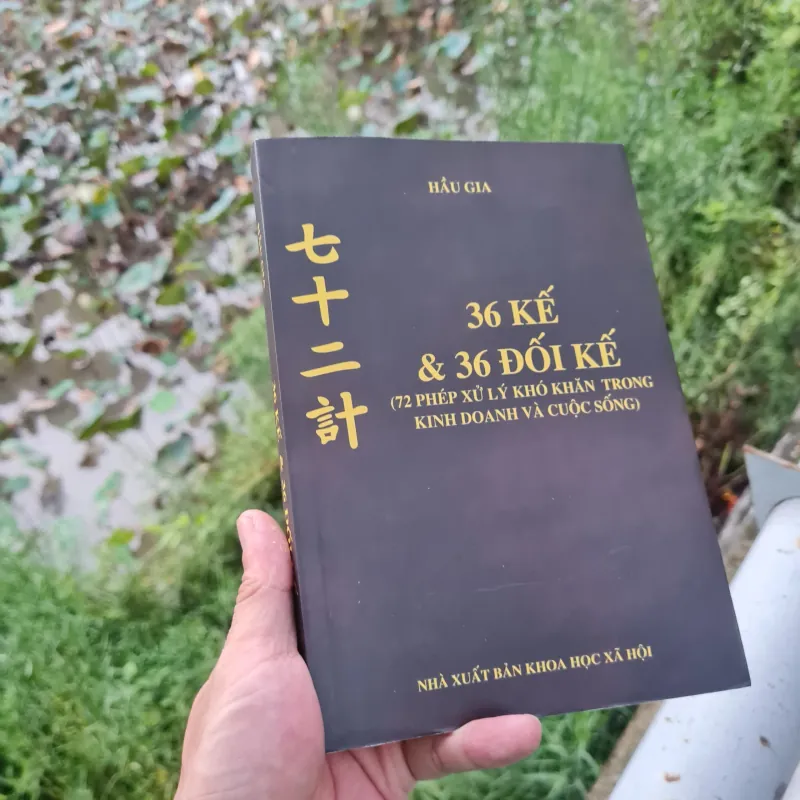 HẦU GIA
七十二計
36 KẾ
& 36 ĐỐI KẾ
(72 PHÉP XỬ LÝ KHÓ KHĂN TRONG
KINH DOANH VÀ CUỘC SỐNG)
NHÀ XUẤT BẢN KHOA HỌC XÃ HỘI